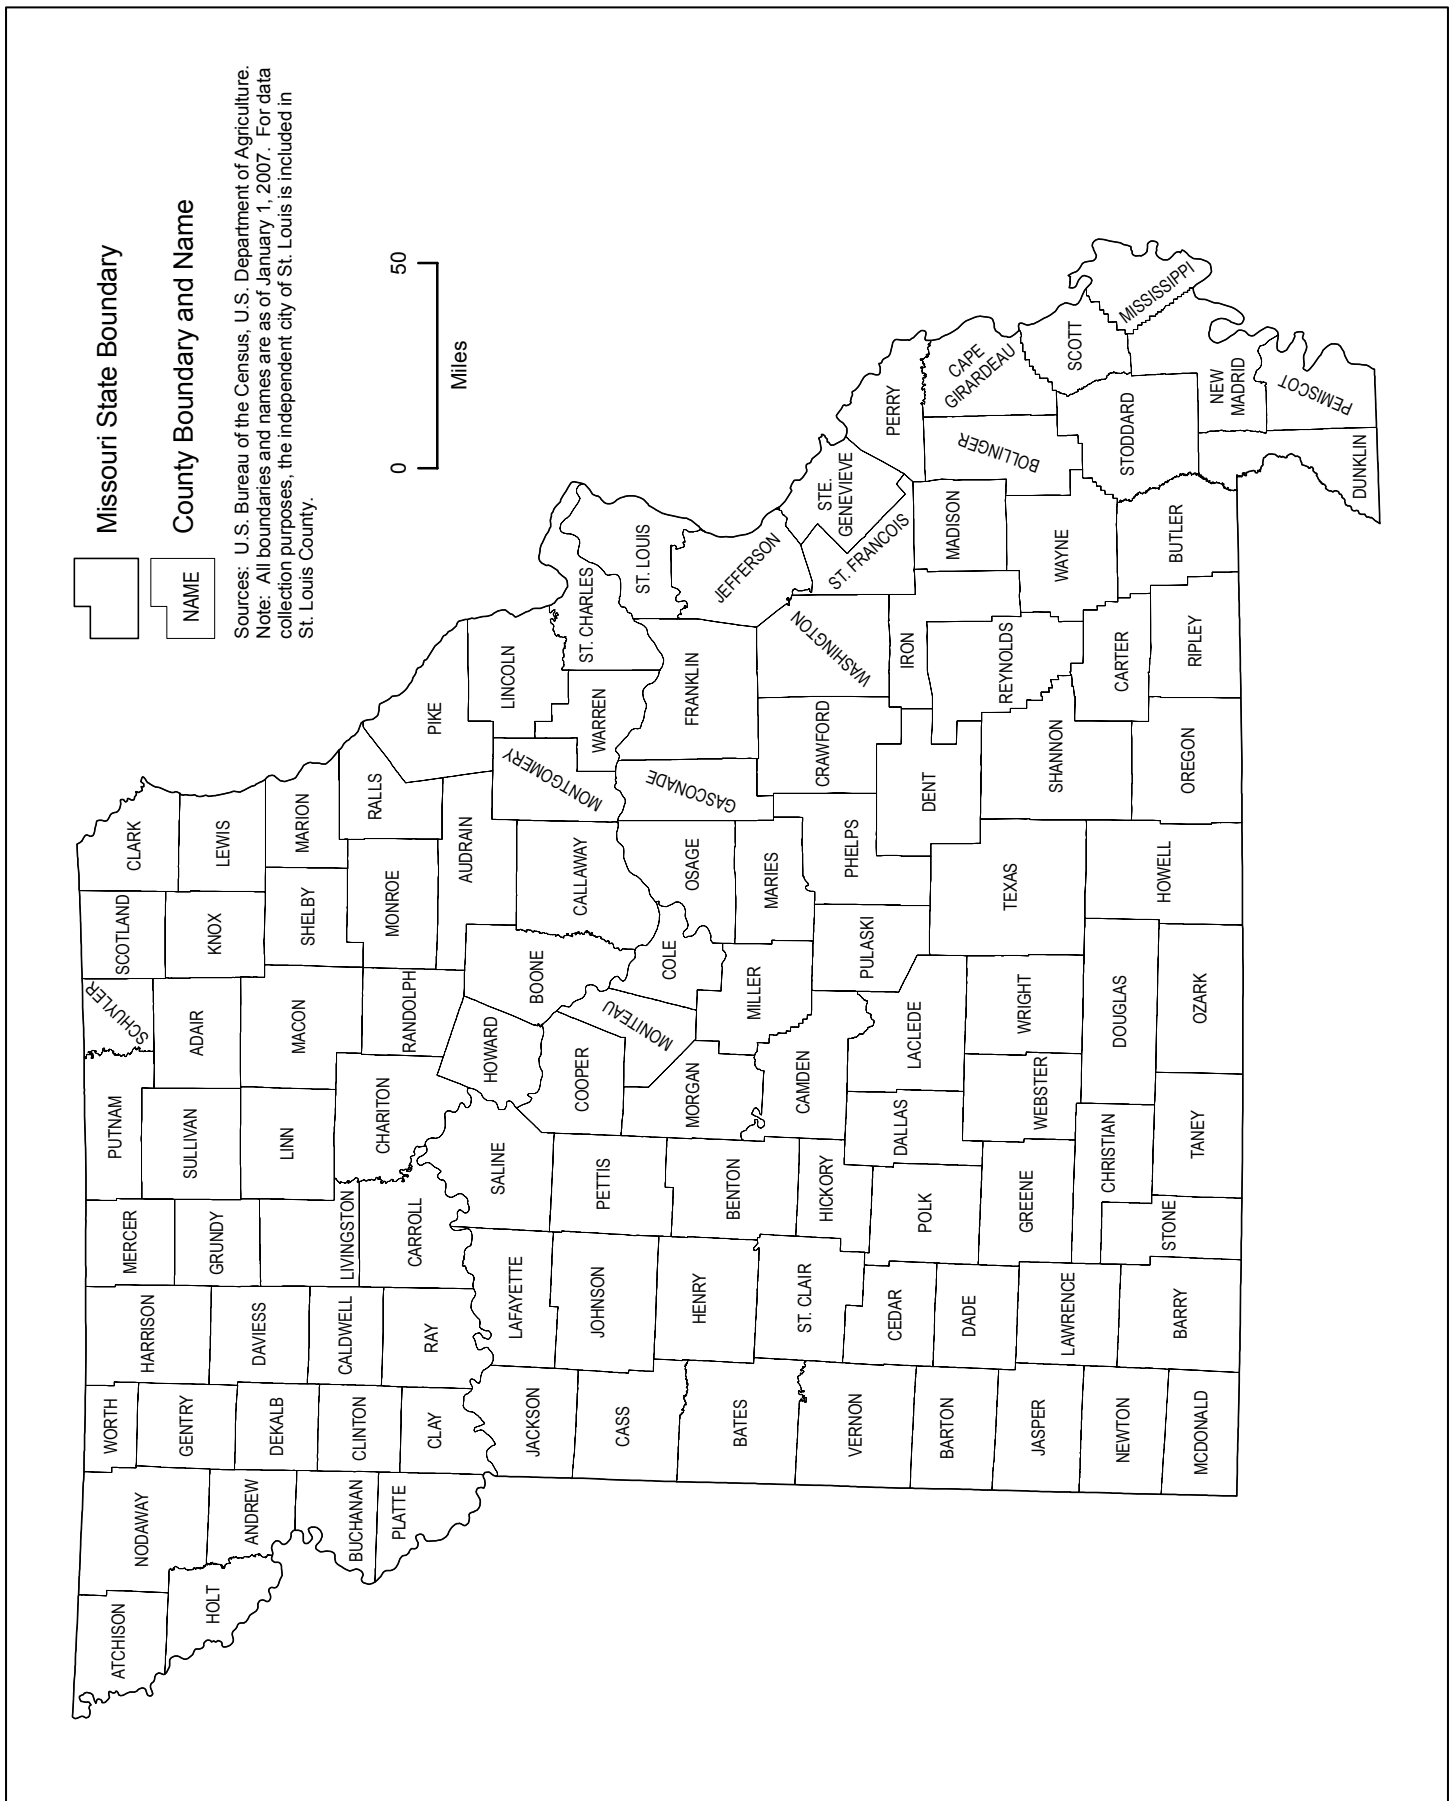 Missouri State Boundary
NAME
County Boundary and Name
Sources: U.S. Bureau of the Census, U.S. Department of Agriculture.
Note: All boundaries and names are as of January 1, 2007. For data
collection purposes, the independent city of St. Louis is included in
St. Louis County.
0
50
Miles
ATCHISON
NODAWAY
WORTH
HARRISON
MERCER
PUTNAM
SCHUYLER
SCOTLAND
CLARK
HOLT
GENTRY
GRUNDY
SULLIVAN
ADAIR
KNOX
LEWIS
ANDREW
DEKALB
DAVIESS
LINN
MACON
SHELBY
MARION
BUCHANAN
CLINTON
CALDWELL
LIVINGSTON
CHARITON
RANDOLPH
MONROE
RALLS
PLATTE
CLAY
RAY
CARROLL
HOWARD
BOONE
AUDRAIN
PIKE
JACKSON
LAFAYETTE
SALINE
COOPER
MONITEAU
COLE
CALLAWAY
MONTGOMERY
LINCOLN
WARREN
ST. CHARLES
ST. LOUIS
CASS
JOHNSON
PETTIS
MORGAN
MILLER
OSAGE
GASCONADE
FRANKLIN
JEFFERSON
BATES
HENRY
BENTON
CAMDEN
MARIES
CRAWFORD
WASHINGTON
ST. FRANCOIS
STE.
GENEVIEVE
PERRY
VERNON
ST. CLAIR
HICKORY
DALLAS
LACLEDE
PULASKI
PHELPS
DENT
IRON
MADISON
BOLLINGER
CAPE
GIRARDEAU
BARTON
CEDAR
DADE
POLK
WEBSTER
WRIGHT
TEXAS
SHANNON
REYNOLDS
WAYNE
SCOTT
JASPER
LAWRENCE
GREENE
CHRISTIAN
DOUGLAS
HOWELL
CARTER
BUTLER
STODDARD
MISSISSIPPI
NEWTON
BARRY
STONE
TANEY
OZARK
OREGON
RIPLEY
NEW
MADRID
MCDONALD
DUNKLIN
PEMISCOT